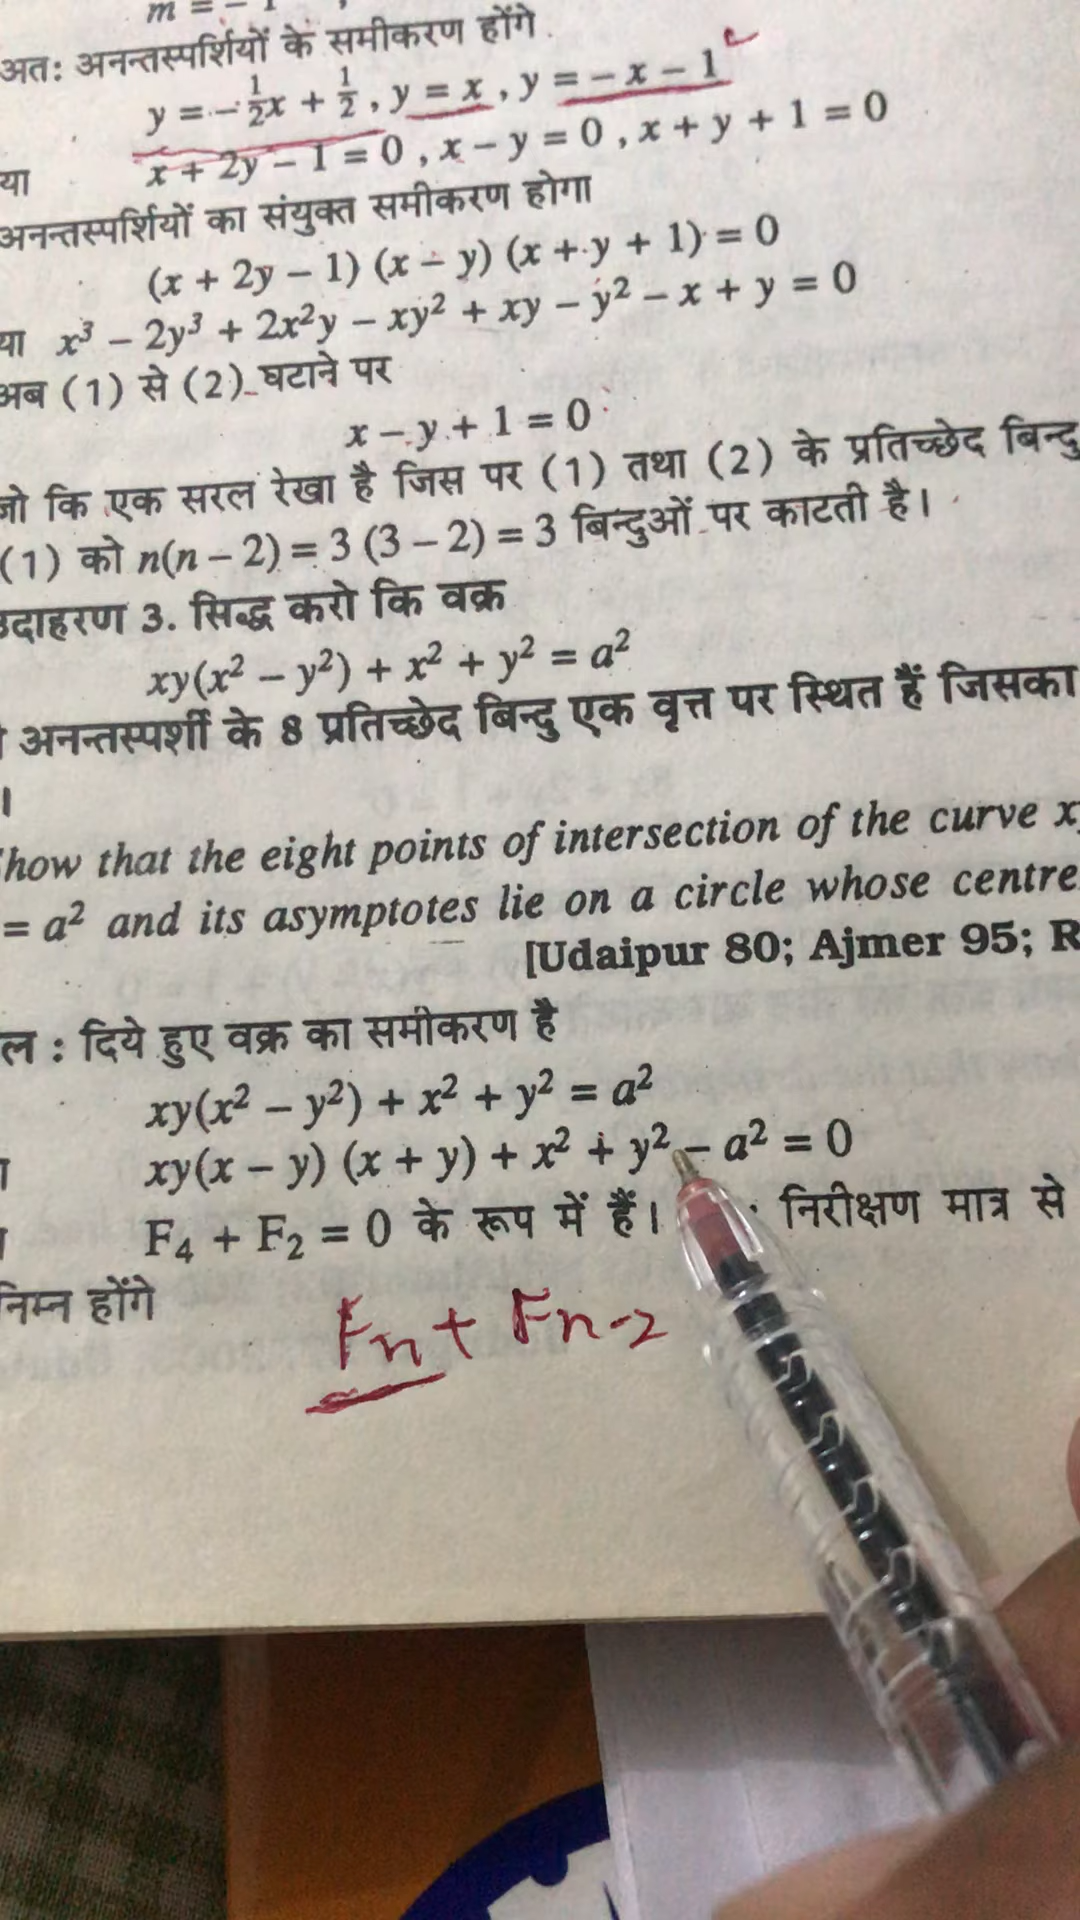 m = – 1
अतः अनन्तस्पर्शियों के समीकरण होंगे
y = – 1/2 x + 1/2 , y = x , y = – x – 1
या x + 2y – 1 = 0 , x – y = 0 , x + y + 1 = 0
अनन्तस्पर्शियों का संयुक्त समीकरण होगा
(x + 2y – 1) (x – y) (x + y + 1) = 0
या x³ – 2y³ + 2x²y – xy² + xy – y² – x + y = 0
अब (1) से (2) घटाने पर
x – y + 1 = 0
जो कि एक सरल रेखा है जिस पर (1) तथा (2) के प्रतिच्छेद बिन्दु
(1) को n(n – 2) = 3 (3 – 2) = 3 बिन्दुओं पर काटती है।
उदाहरण 3. सिद्ध करो कि वक्र
xy(x² – y²) + x² + y² = a²
अनन्तस्पर्शी के 8 प्रतिच्छेद बिन्दु एक वृत्त पर स्थित हैं जिसका
।
how that the eight points of intersection of the curve x
= a² and its asymptotes lie on a circle whose centre
[Udaipur 80; Ajmer 95; R
ल : दिये हुए वक्र का समीकरण है
xy(x² – y²) + x² + y² = a²
xy(x – y) (x + y) + x² + y² – a² = 0
F₄ + F₂ = 0 के रूप में हैं। निरीक्षण मात्र से
निम्न होंगे
Fn + Fn-2